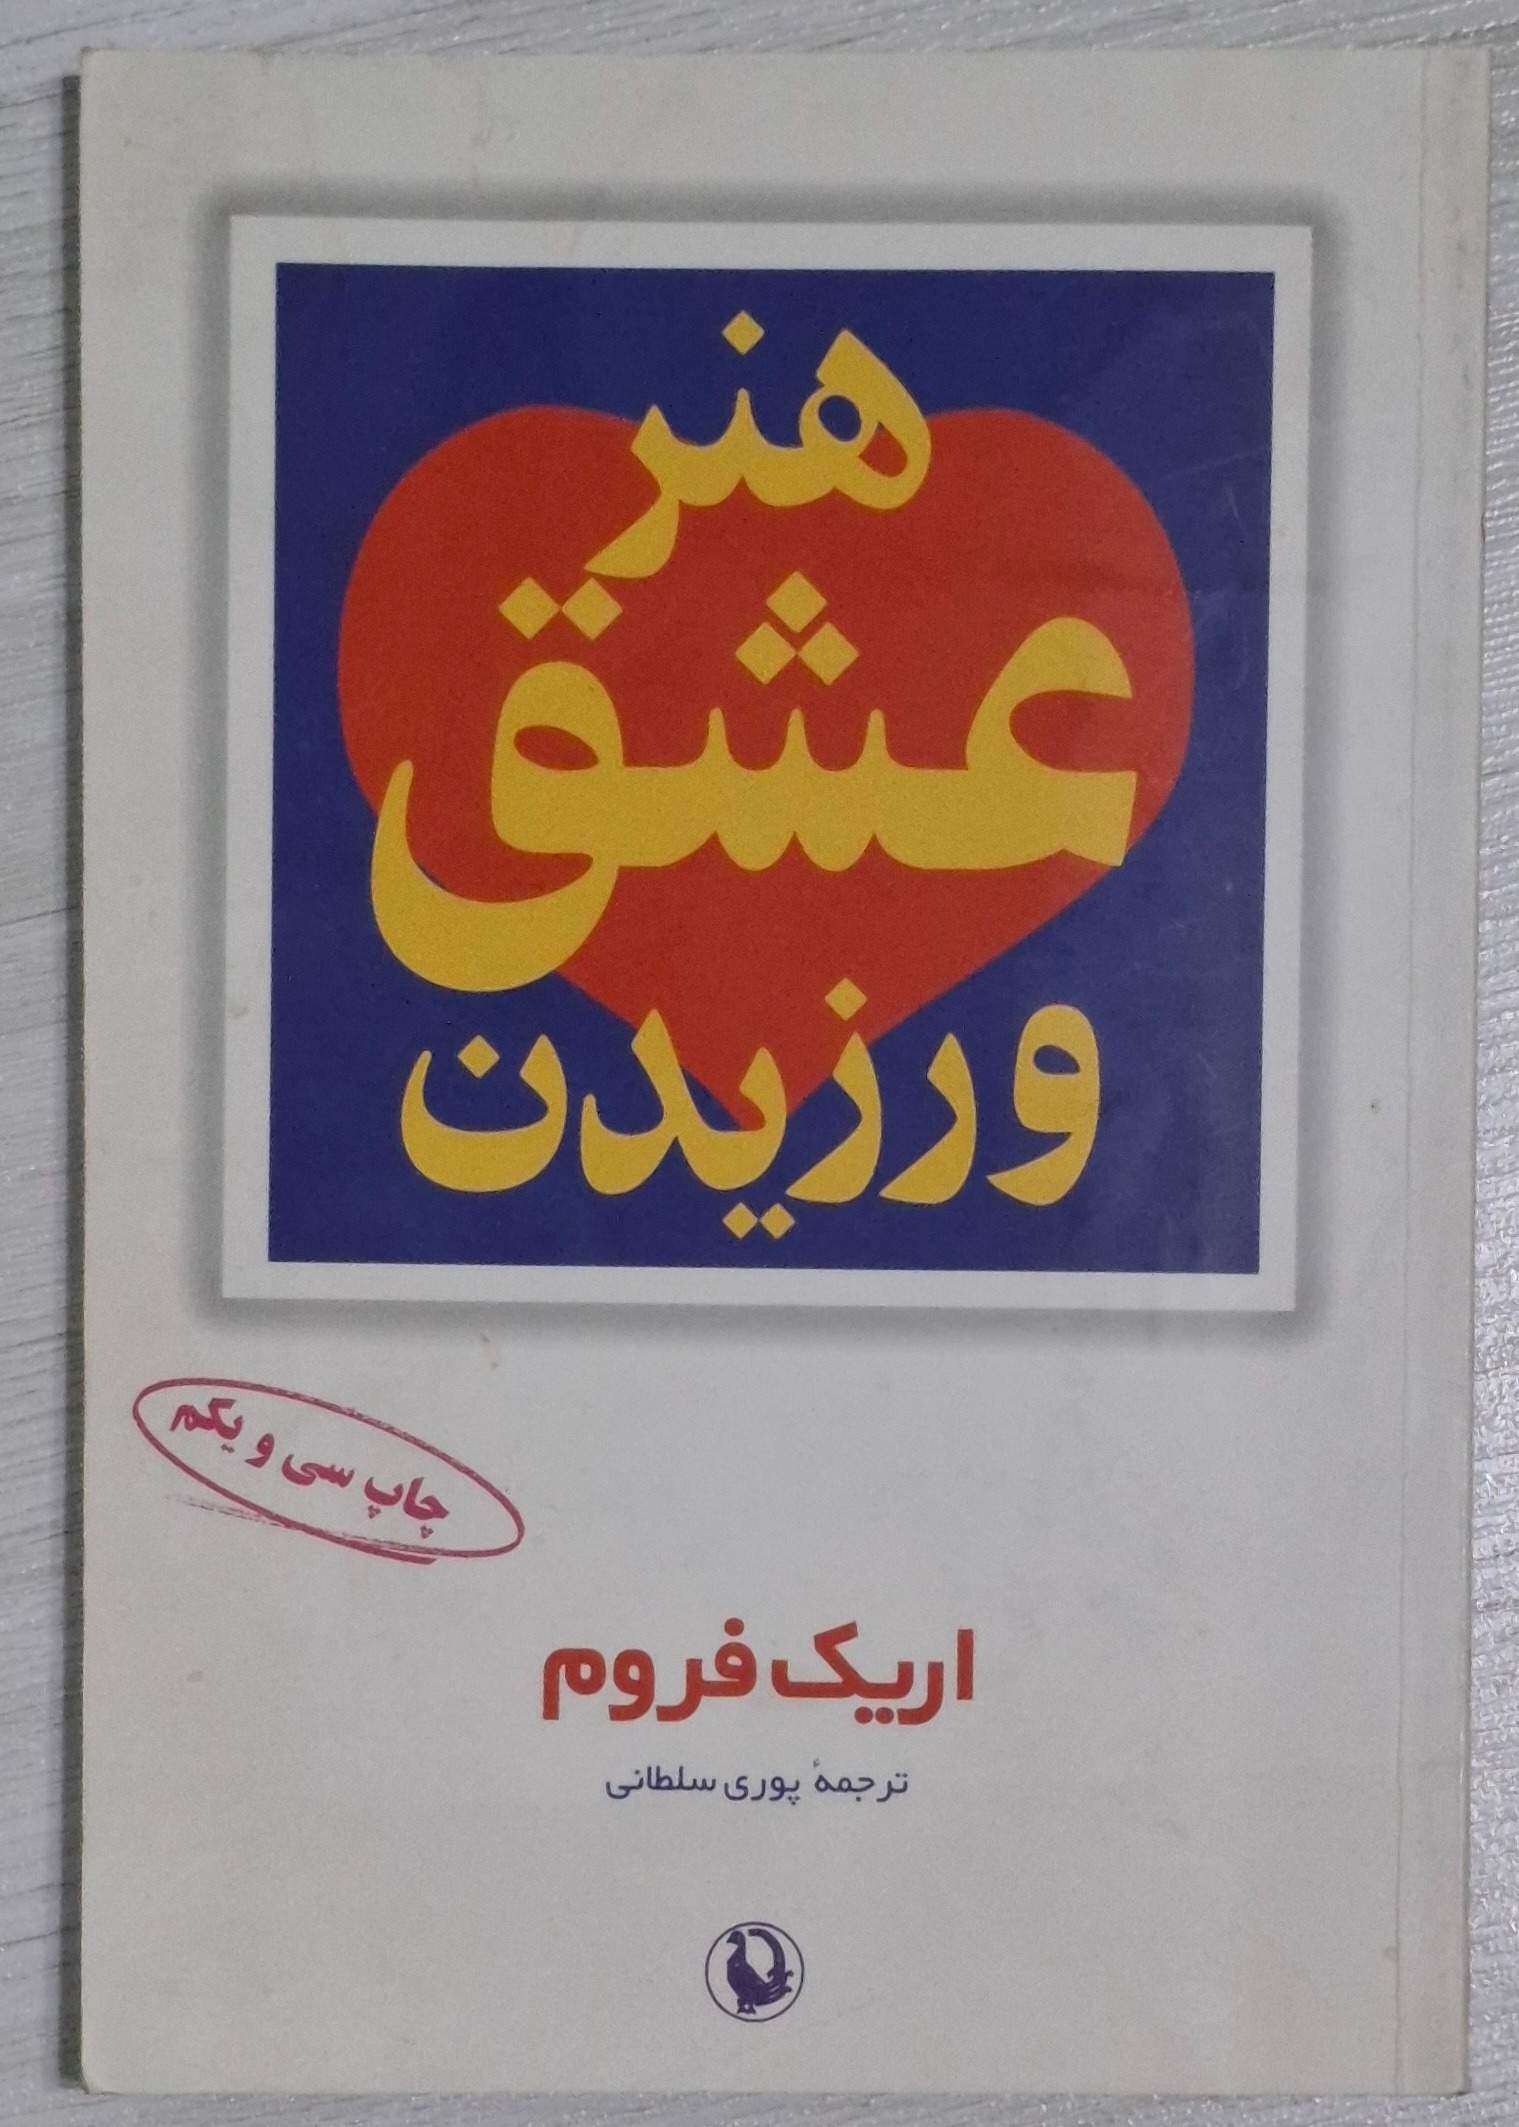 هنر
عشق
ورزیدن
چاپ سی و یکم
اریک فروم
ترجمهٔ پوری سلطانی